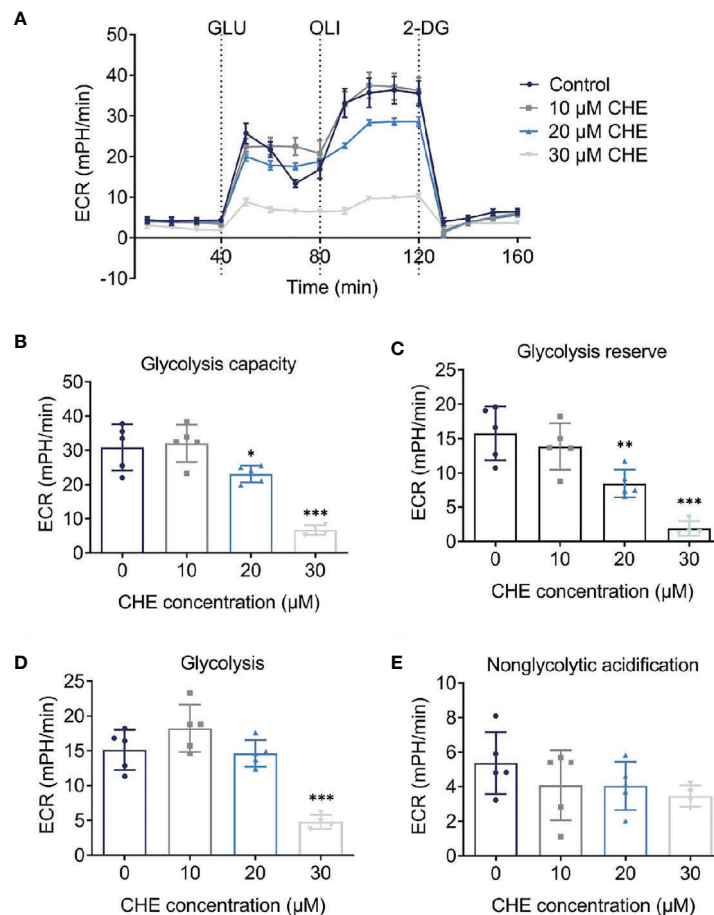 A
GLU OLI 2-DG
50
40
30
20
10
0
-10
ECR (mPH/min)
40 80 120 160
Time (min)
Control
10 µM CHE
20 µM CHE
30 µM CHE
B
Glycolysis capacity
50
40
30
20
10
0
ECR (mPH/min)
*
***
0 10 20 30
CHE concentration (µM)
C
Glycolysis reserve
25
20
15
10
5
0
ECR (mPH/min)
**
***
0 10 20 30
CHE concentration (µM)
D
Glycolysis
25
20
15
10
5
0
ECR (mPH/min)
***
0 10 20 30
CHE concentration (µM)
E
Nonglycolytic acidification
10
8
6
4
2
0
ECR (mPH/min)
0 10 20 30
CHE concentration (µM)